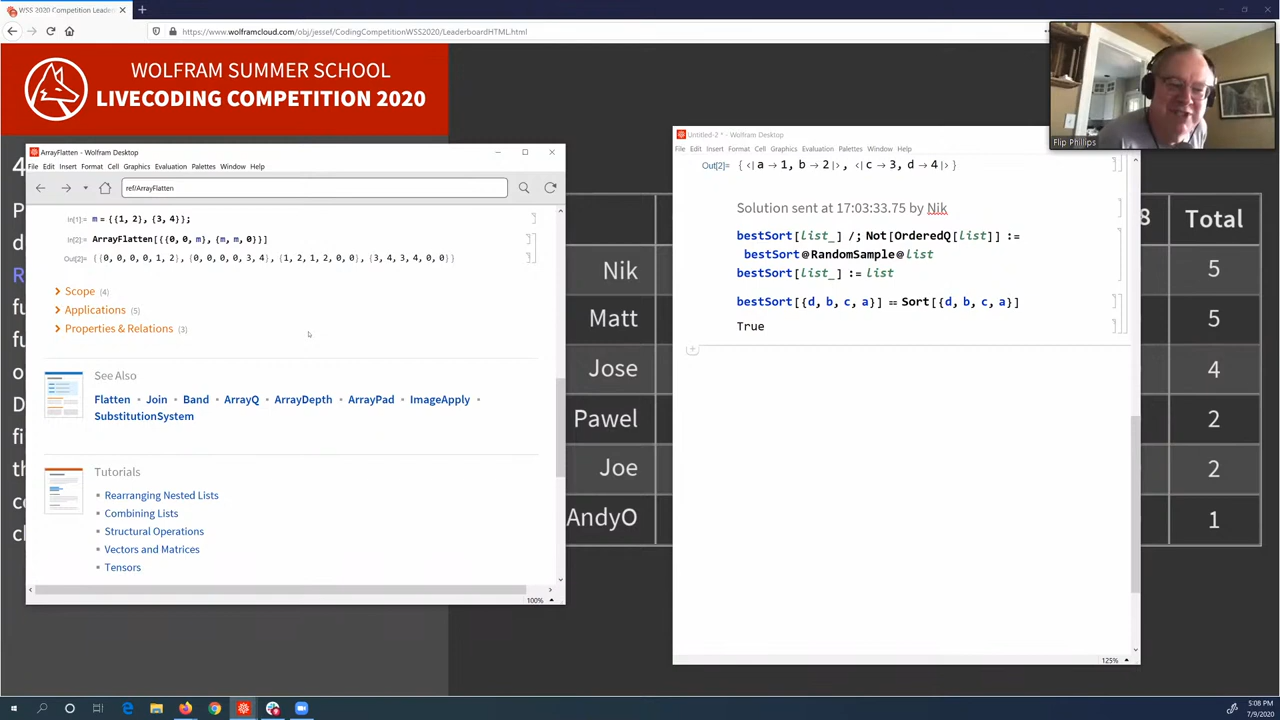 WSS 2020 Competition Leade
https://www.wolframcloud.com/obj/jessef/CodingCompetitionWSS2020/LeaderboardHTML.html
WOLFRAM SUMMER SCHOOL
LIVECODING COMPETITION 2020
Flip Phillips
ArrayFlatten - Wolfram Desktop
File Edit Insert Format Cell Graphics Evaluation Palettes Window Help
ref/ArrayFlatten
In[1]:= m = {{1, 2}, {3, 4}};
In[2]:= ArrayFlatten[{{0, 0, m}, {m, m, 0}}]
Out[2]= {{0, 0, 0, 0, 1, 2}, {0, 0, 0, 0, 3, 4}, {1, 2, 1, 2, 0, 0}, {3, 4, 3, 4, 0, 0}}
Scope (4)
Applications (5)
Properties & Relations (3)
See Also
Flatten ▪ Join ▪ Band ▪ ArrayQ ▪ ArrayDepth ▪ ArrayPad ▪ ImageApply ▪
SubstitutionSystem
Tutorials
▪ Rearranging Nested Lists
▪ Combining Lists
▪ Structural Operations
▪ Vectors and Matrices
▪ Tensors
100%
Untitled-2 * - Wolfram Desktop
File Edit Insert Format Cell Graphics Evaluation Palettes Window Help
Out[2]= {<|a → 1, b → 2|>, <|c → 3, d → 4|>}
Solution sent at 17:03:33.75 by Nik
bestSort[list_] /; Not[OrderedQ[list]] :=
bestSort@RandomSample@list
bestSort[list_] := list
bestSort[{d, b, c, a}] == Sort[{d, b, c, a}]
True
125%
8 Total
Nik 5
Matt 5
Jose 4
Pawel 2
Joe 2
AndyO 1
5:08 PM
7/9/2020